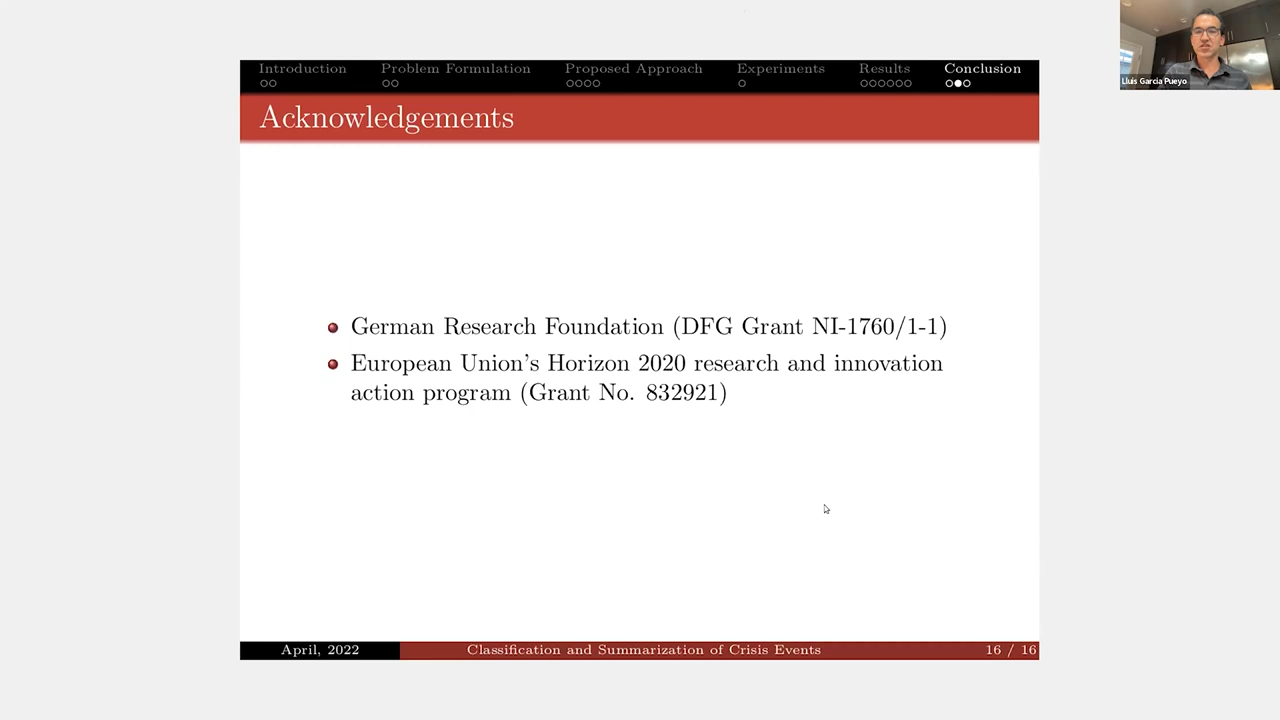 Introduction Problem Formulation Proposed Approach Experiments Results Conclusion
Acknowledgements
German Research Foundation (DFG Grant NI-1760/1-1)
European Union's Horizon 2020 research and innovation
action program (Grant No. 832921)
April, 2022 Classification and Summarization of Crisis Events 16 / 16
Lluis Garcia Pueyo